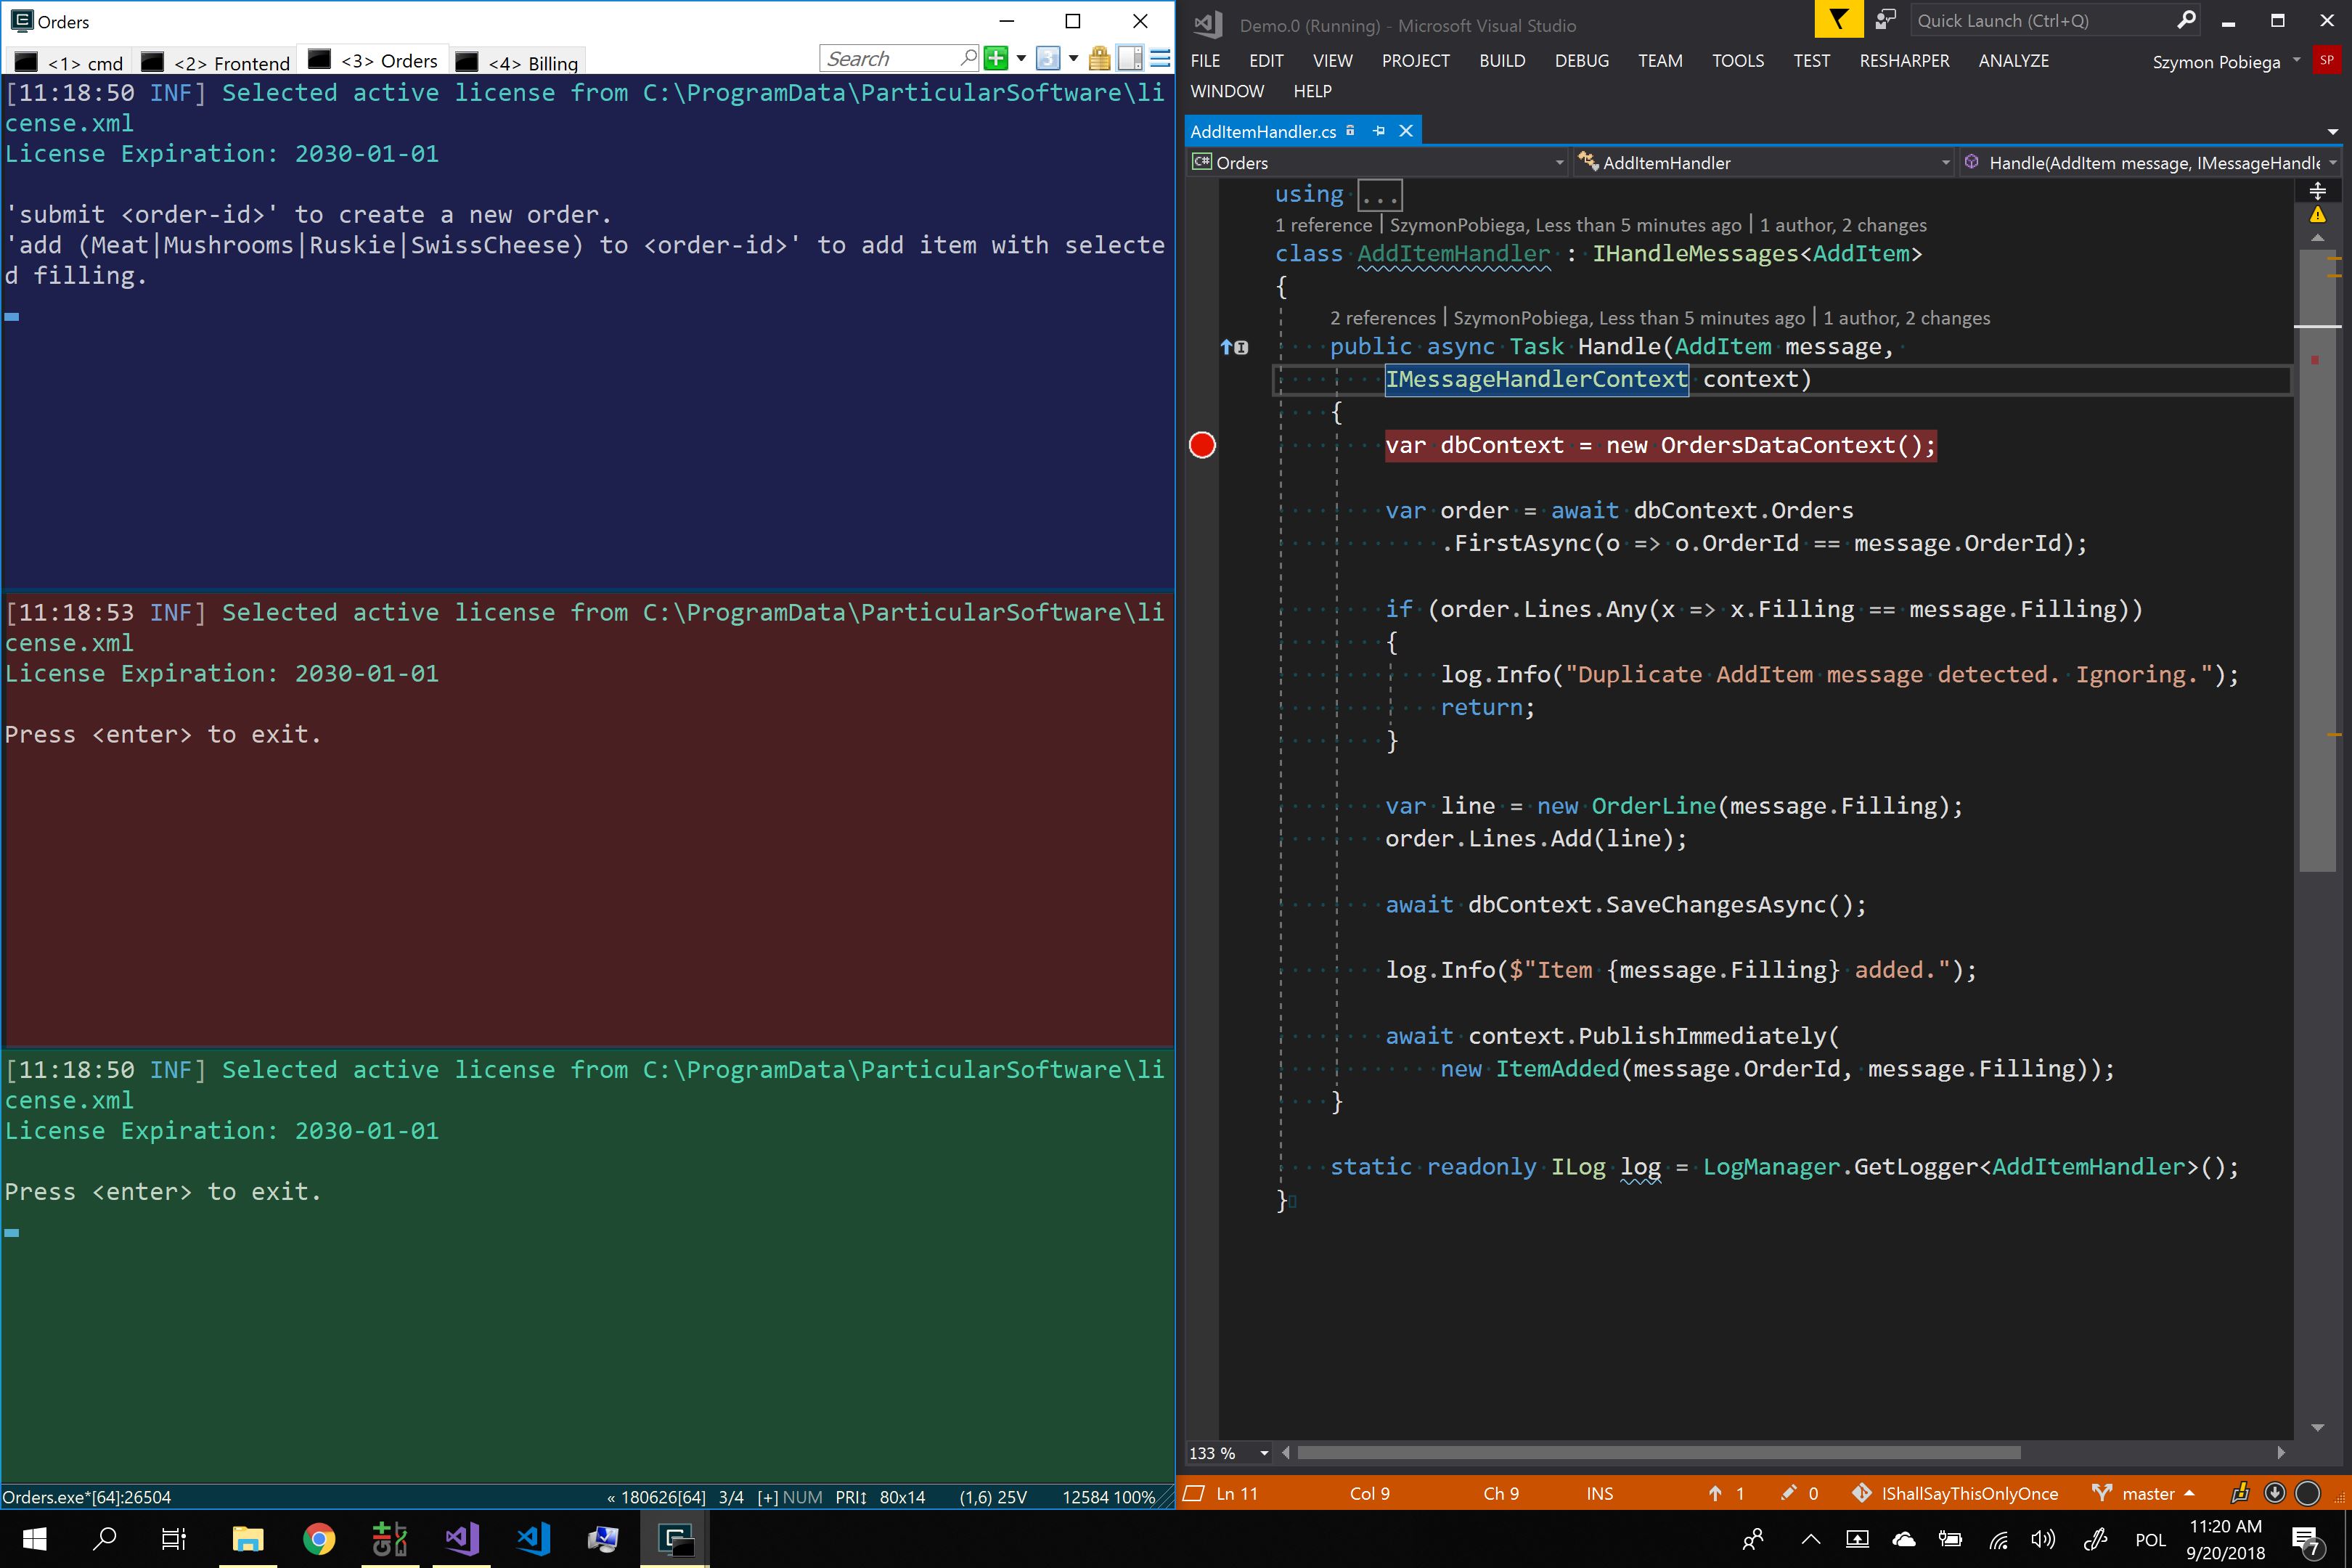 Orders
<1> cmd
<2> Frontend
<3> Orders
<4> Billing
Search
[11:18:50 INF] Selected active license from C:\ProgramData\ParticularSoftware\li
cense.xml
License Expiration: 2030-01-01
'submit <order-id>' to create a new order.
'add (Meat|Mushrooms|Ruskie|SwissCheese) to <order-id>' to add item with selecte
d filling.
[11:18:53 INF] Selected active license from C:\ProgramData\ParticularSoftware\li
cense.xml
License Expiration: 2030-01-01
Press <enter> to exit.
[11:18:50 INF] Selected active license from C:\ProgramData\ParticularSoftware\li
cense.xml
License Expiration: 2030-01-01
Press <enter> to exit.
Orders.exe*[64]:26504
« 180626[64] 3/4 [+] NUM PRI↕ 80x14 (1,6) 25V 12584 100%
Demo.0 (Running) - Microsoft Visual Studio
Quick Launch (Ctrl+Q)
FILE EDIT VIEW PROJECT BUILD DEBUG TEAM TOOLS TEST RESHARPER ANALYZE
Szymon Pobiega SP
WINDOW HELP
AddItemHandler.cs
C# Orders
AddItemHandler
Handle(AddItem message, IMessageHandle
using ...
1 reference | SzymonPobiega, Less than 5 minutes ago | 1 author, 2 changes
class AddItemHandler : IHandleMessages<AddItem>
{
2 references | SzymonPobiega, Less than 5 minutes ago | 1 author, 2 changes
public async Task Handle(AddItem message,
IMessageHandlerContext context)
{
var dbContext = new OrdersDataContext();
var order = await dbContext.Orders
.FirstAsync(o => o.OrderId == message.OrderId);
if (order.Lines.Any(x => x.Filling == message.Filling))
{
log.Info("Duplicate AddItem message detected. Ignoring.");
return;
}
var line = new OrderLine(message.Filling);
order.Lines.Add(line);
await dbContext.SaveChangesAsync();
log.Info($"Item {message.Filling} added.");
await context.PublishImmediately(
new ItemAdded(message.OrderId, message.Filling));
}
static readonly ILog log = LogManager.GetLogger<AddItemHandler>();
}
133 %
Ln 11 Col 9 Ch 9 INS 1 0 IShallSayThisOnlyOnce master
POL
11:20 AM
9/20/2018
7